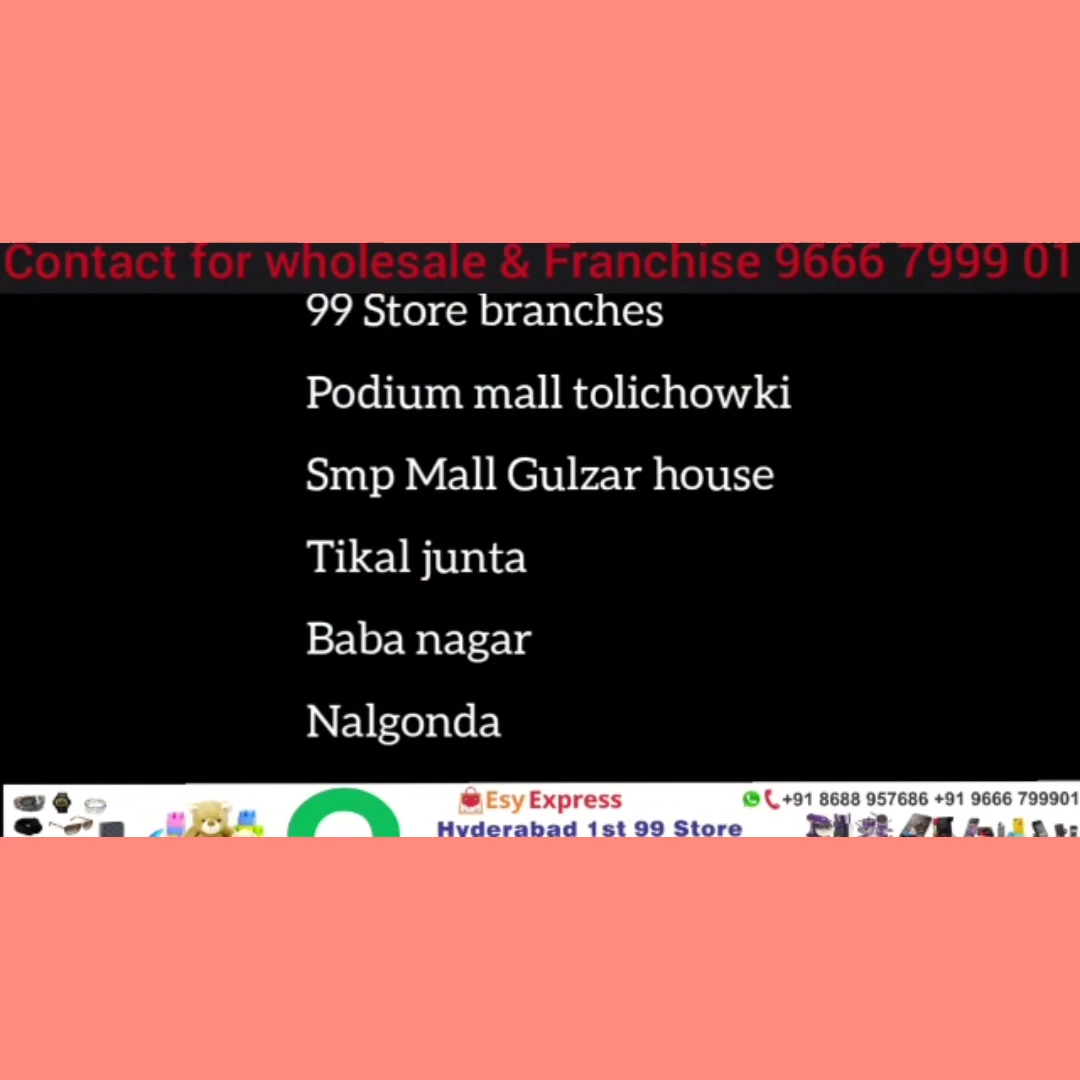 Contact for wholesale & Franchise 9666 7999 01
99 Store branches
Podium mall tolichowki
Smp Mall Gulzar house
Tikal junta
Baba nagar
Nalgonda
Esy Express
+91 8688 957686 +91 9666 799901
Hyderabad 1st 99 Store